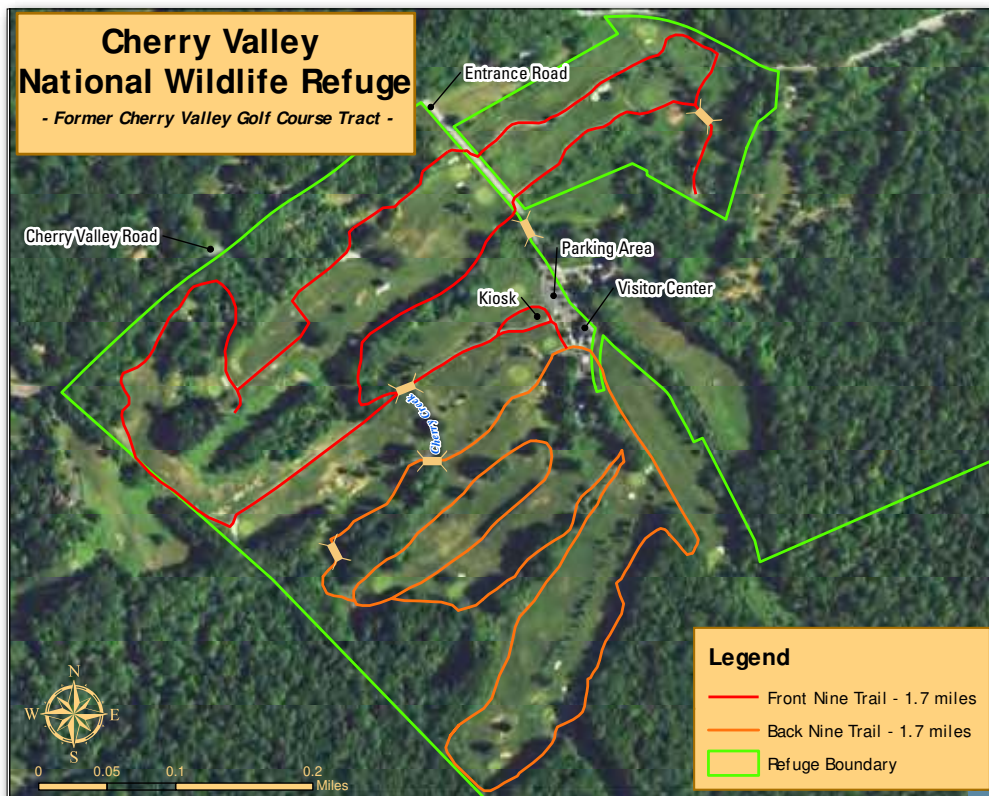 Cherry Valley
National Wildlife Refuge
- Former Cherry Valley Golf Course Tract -
Entrance Road
Cherry Valley Road
Parking Area
Kiosk
Visitor Center
Cherry Creek
Legend
Front Nine Trail - 1.7 miles
Back Nine Trail - 1.7 miles
Refuge Boundary
N
W E
S
0 0.05 0.1 0.2
Miles